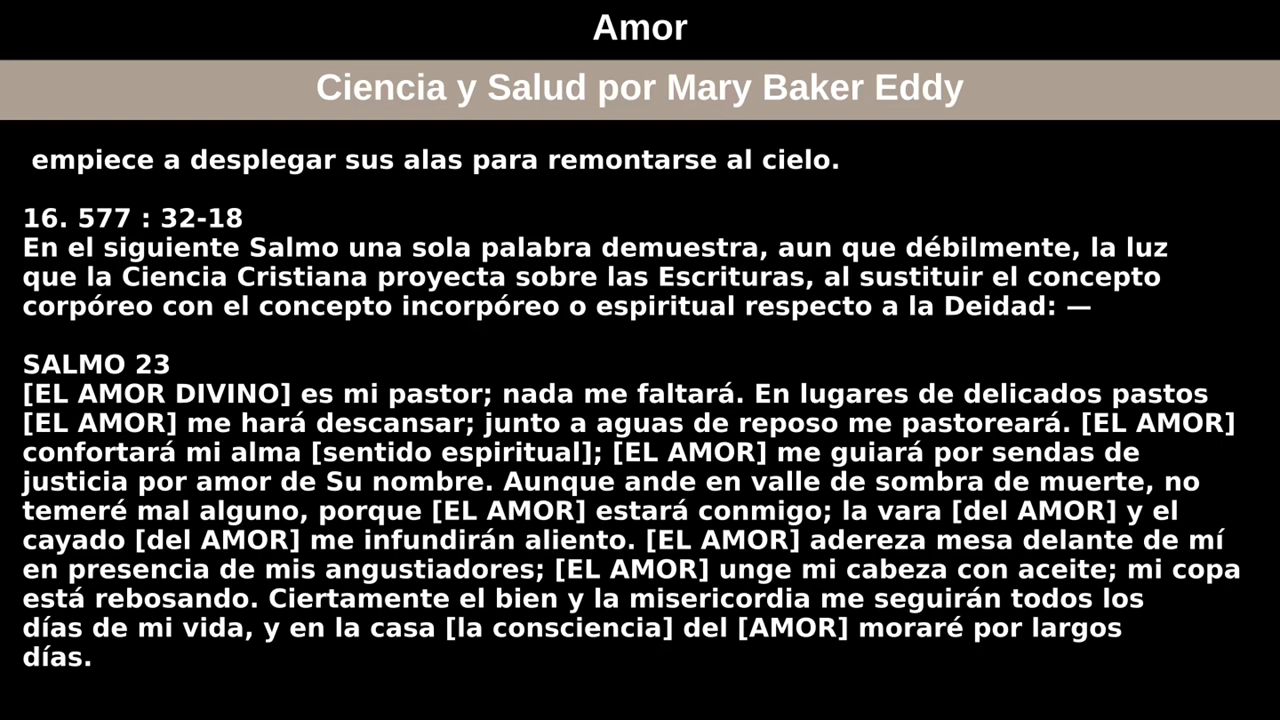 Amor
Ciencia y Salud por Mary Baker Eddy
empiece a desplegar sus alas para remontarse al cielo.
16. 577 : 32-18
En el siguiente Salmo una sola palabra demuestra, aun que débilmente, la luz
que la Ciencia Cristiana proyecta sobre las Escrituras, al sustituir el concepto
corpóreo con el concepto incorpóreo o espiritual respecto a la Deidad: —
SALMO 23
[EL AMOR DIVINO] es mi pastor; nada me faltará. En lugares de delicados pastos
[EL AMOR] me hará descansar; junto a aguas de reposo me pastoreará. [EL AMOR]
confortará mi alma [sentido espiritual]; [EL AMOR] me guiará por sendas de
justicia por amor de Su nombre. Aunque ande en valle de sombra de muerte, no
temeré mal alguno, porque [EL AMOR] estará conmigo; la vara [del AMOR] y el
cayado [del AMOR] me infundirán aliento. [EL AMOR] adereza mesa delante de mí
en presencia de mis angustiadores; [EL AMOR] unge mi cabeza con aceite; mi copa
está rebosando. Ciertamente el bien y la misericordia me seguirán todos los
días de mi vida, y en la casa [la consciencia] del [AMOR] moraré por largos
días.